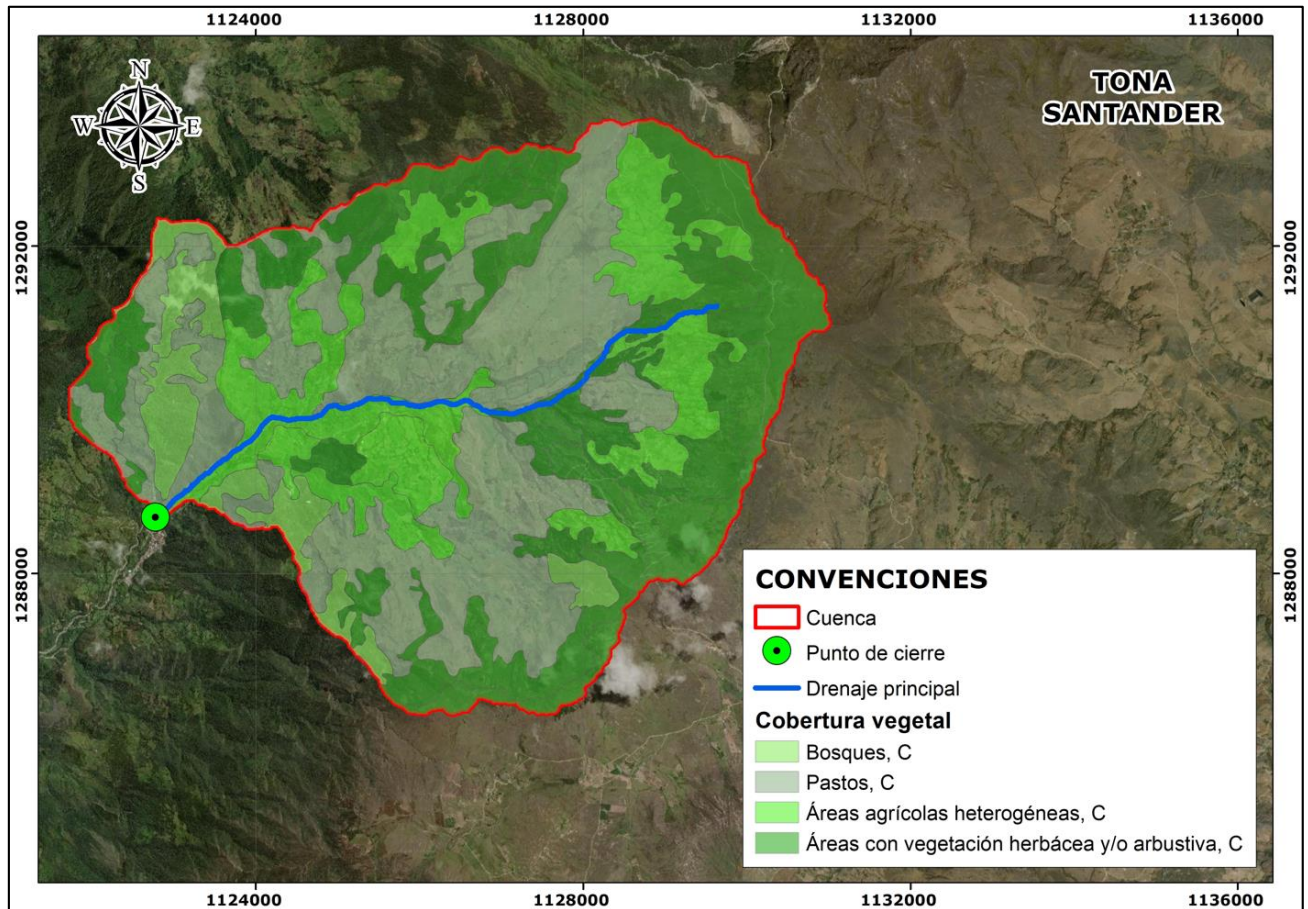 1124000
1128000
1132000
1136000
N
W
E
S
TONA
SANTANDER
1292000
1292000
1288000
1288000
CONVENCIONES
Cuenca
Punto de cierre
Drenaje principal
Cobertura vegetal
Bosques, C
Pastos, C
Áreas agrícolas heterogéneas, C
Áreas con vegetación herbácea y/o arbustiva, C
1124000
1128000
1132000
1136000